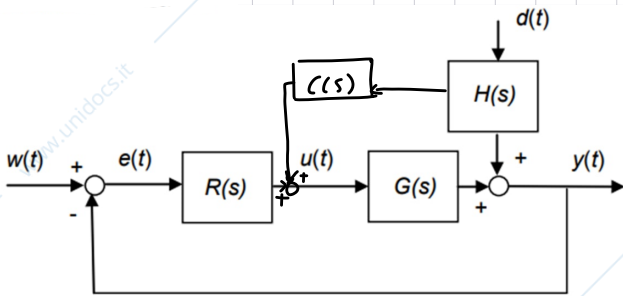 d(t)
C(s)
H(s)
www.unidocs.it
w(t)
+
-
e(t)
R(s)
+
+
u(t)
G(s)
+
+
y(t)